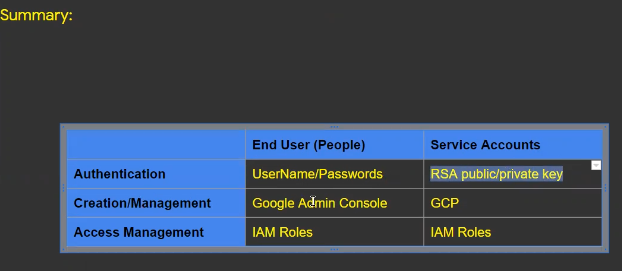 Summary:
End User (People) Service Accounts
Authentication UserName/Passwords RSA public/private key
Creation/Management Google Admin Console GCP
Access Management IAM Roles IAM Roles